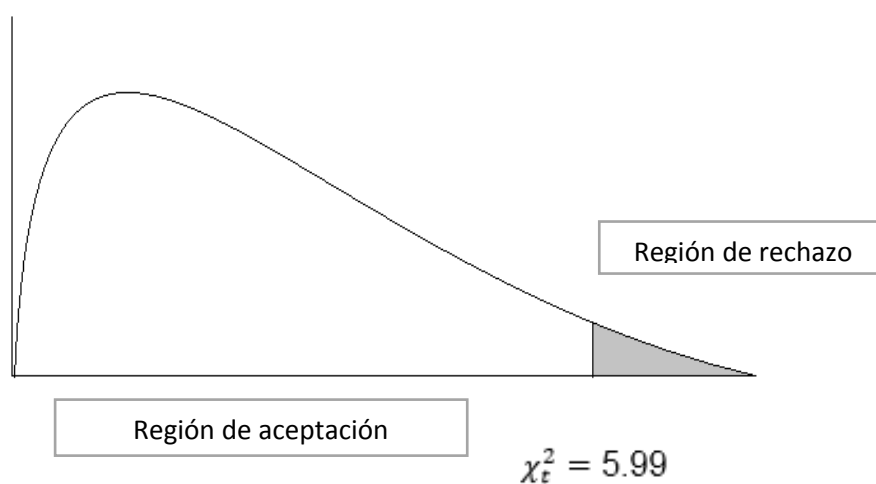 Región de rechazo
Región de aceptación
χ²ₜ = 5.99